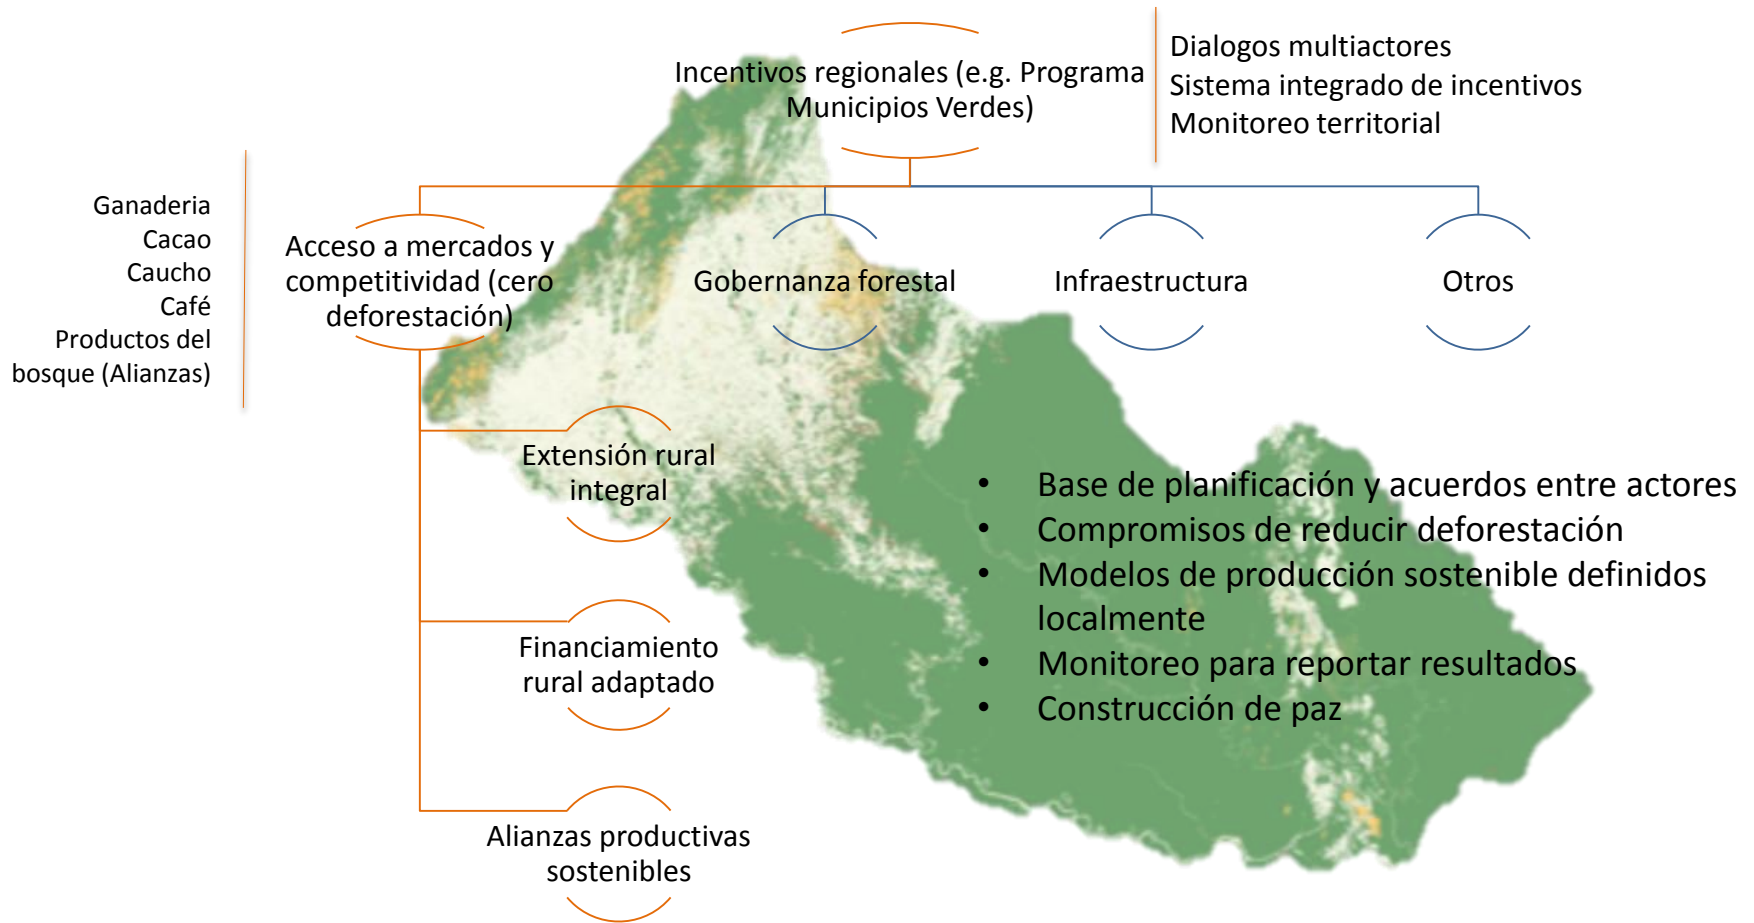 Incentivos regionales (e.g. Programa
Municipios Verdes)
Dialogos multiactores
Sistema integrado de incentivos
Monitoreo territorial
Ganaderia
Cacao
Caucho
Café
Productos del
bosque (Alianzas)
Acceso a mercados y
competitividad (cero
deforestación)
Gobernanza forestal
Infraestructura
Otros
Extensión rural
integral
Financiamiento
rural adaptado
Alianzas productivas
sostenibles
• Base de planificación y acuerdos entre actores
• Compromisos de reducir deforestación
• Modelos de producción sostenible definidos
localmente
• Monitoreo para reportar resultados
• Construcción de paz